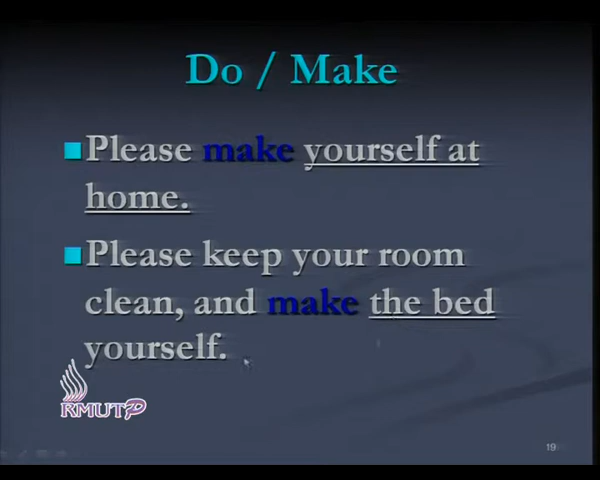 Do / Make
Please make yourself at
home.
Please keep your room
clean, and make the bed
yourself.
RMUTP
19